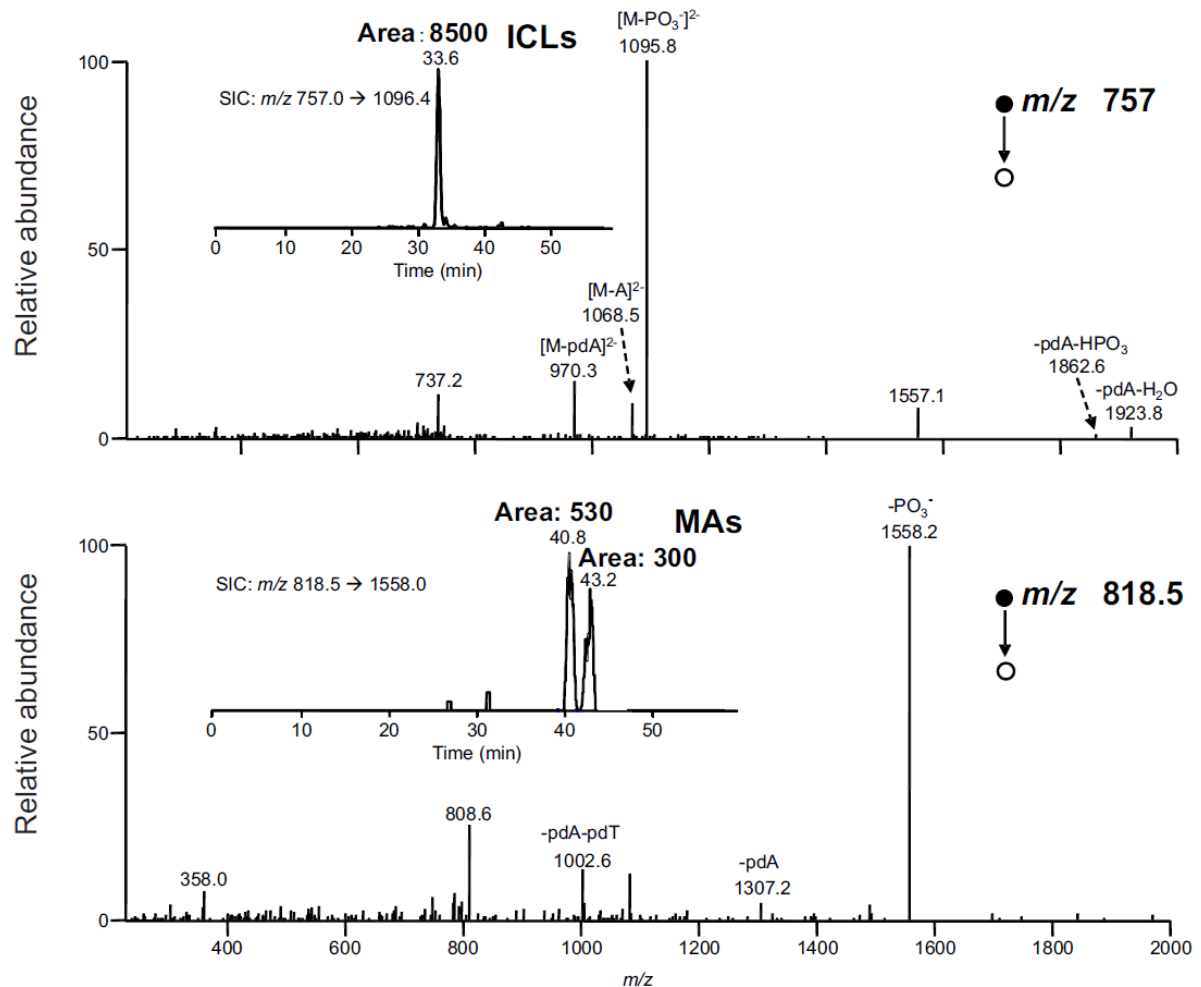 Area : 8500 ICLs
33.6
SIC: m/z 757.0 → 1096.4
0 10 20 30 40 50
Time (min)
[M-PO₃⁻]²⁻
1095.8
m/z 757
Relative abundance
100
50
0
737.2
[M-pdA]²⁻
970.3
[M-A]²⁻
1068.5
1557.1
-pdA-HPO₃
1862.6
-pdA-H₂O
1923.8
Area: 530 MAs
40.8
Area: 300
43.2
SIC: m/z 818.5 → 1558.0
0 10 20 30 40 50
Time (min)
-PO₃⁻
1558.2
m/z 818.5
Relative abundance
100
50
0
358.0
808.6
-pdA-pdT
1002.6
-pdA
1307.2
400 600 800 1000 1200 1400 1600 1800 2000
m/z